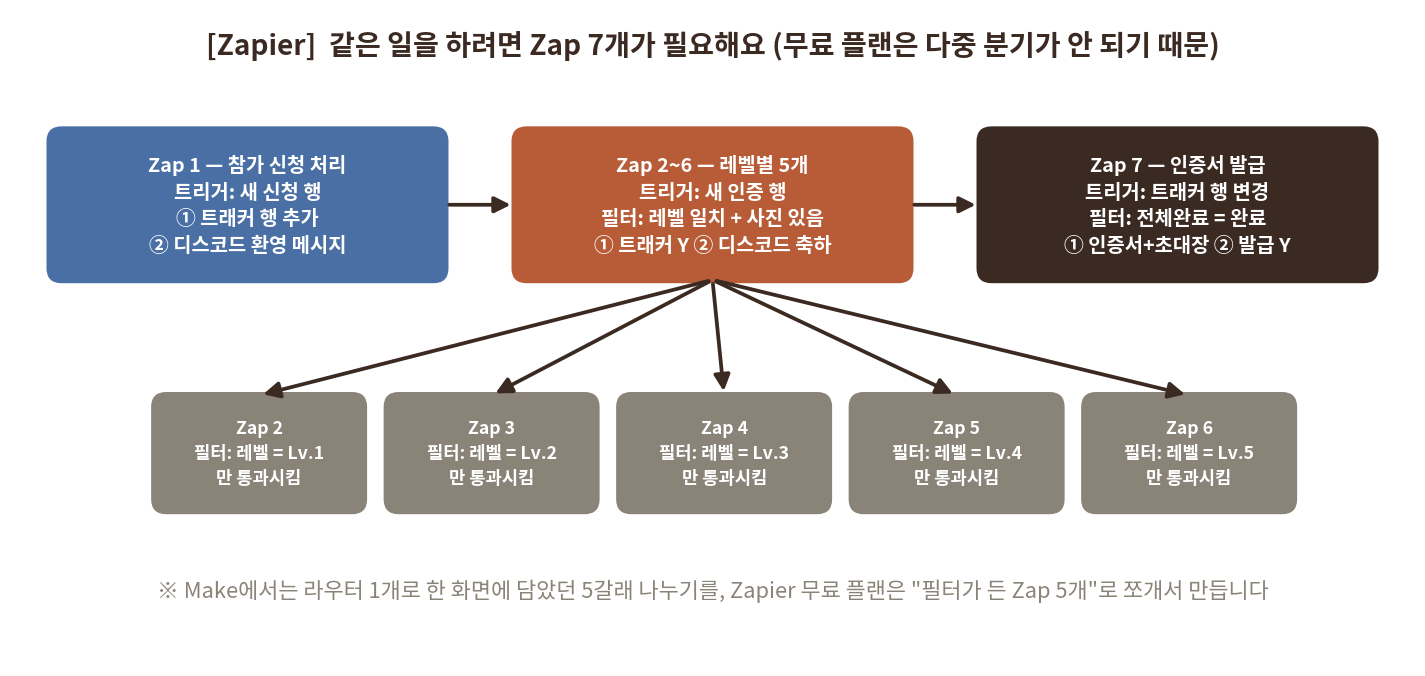 [Zapier] 같은 일을 하려면 Zap 7개가 필요해요 (무료 플랜은 다중 분기가 안 되기 때문)
Zap 1 — 참가 신청 처리
트리거: 새 신청 행
① 트래커 행 추가
② 디스코드 환영 메시지
Zap 2~6 — 레벨별 5개
트리거: 새 인증 행
필터: 레벨 일치 + 사진 있음
① 트래커 Y ② 디스코드 축하
Zap 7 — 인증서 발급
트리거: 트래커 행 변경
필터: 전체완료 = 완료
① 인증서+초대장 ② 발급 Y
Zap 2
필터: 레벨 = Lv.1
만 통과시킴
Zap 3
필터: 레벨 = Lv.2
만 통과시킴
Zap 4
필터: 레벨 = Lv.3
만 통과시킴
Zap 5
필터: 레벨 = Lv.4
만 통과시킴
Zap 6
필터: 레벨 = Lv.5
만 통과시킴
※ Make에서는 라우터 1개로 한 화면에 담았던 5갈래 나누기를, Zapier 무료 플랜은 "필터가 든 Zap 5개"로 쪼개서 만듭니다